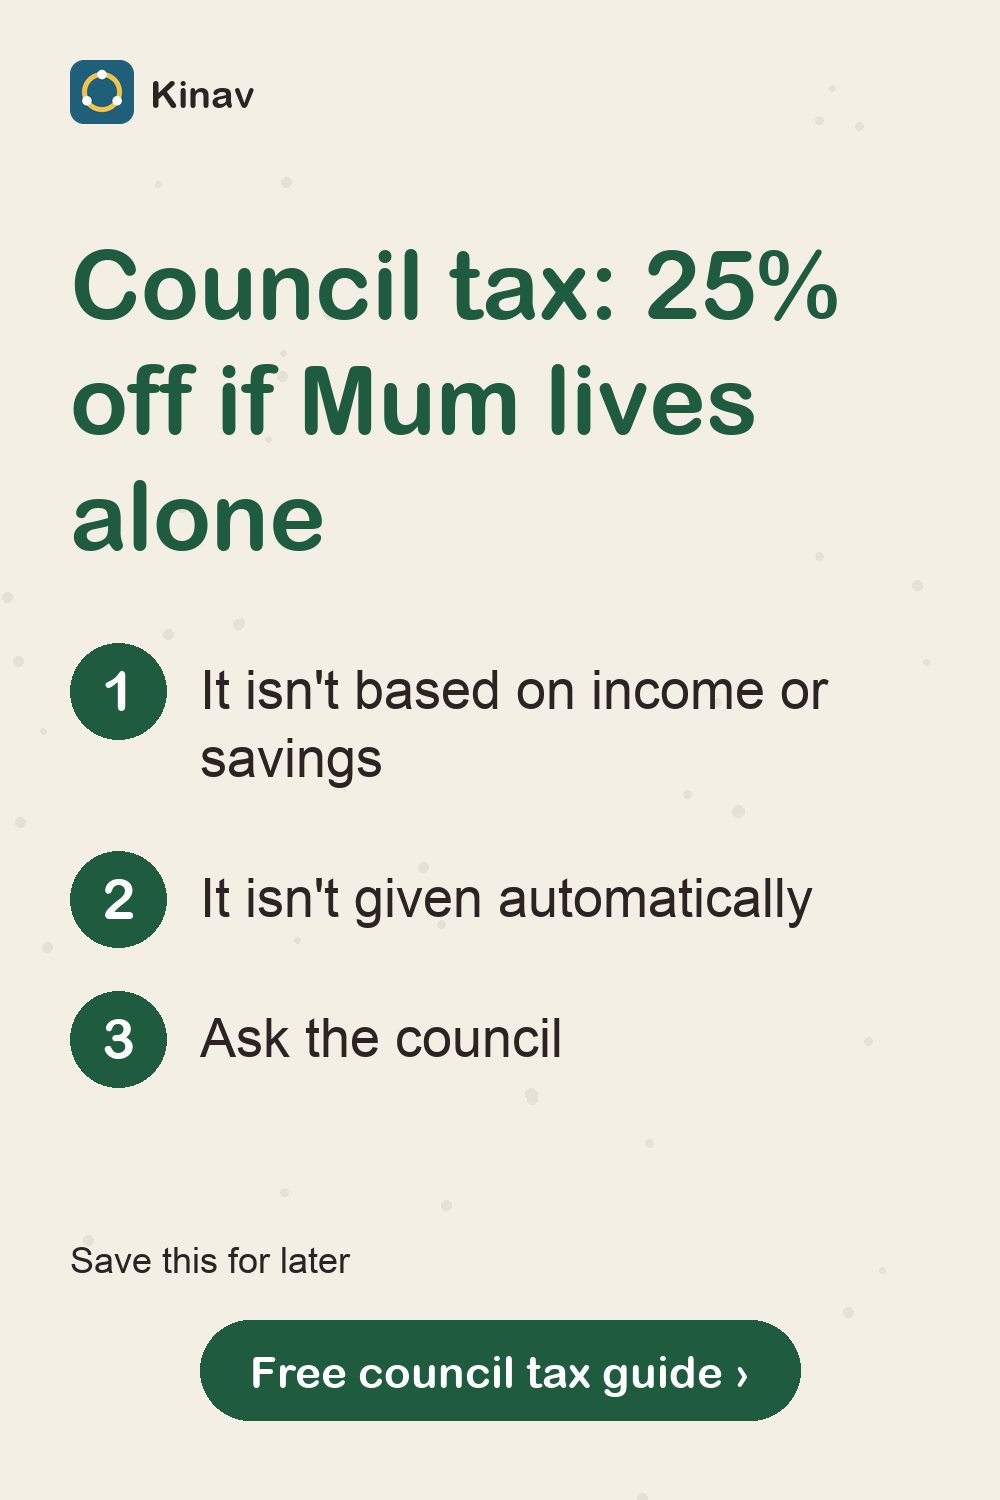 Kinav
Council tax: 25%
off if Mum lives
alone
1 It isn't based on income or
savings
2 It isn't given automatically
3 Ask the council
Save this for later
Free council tax guide ›